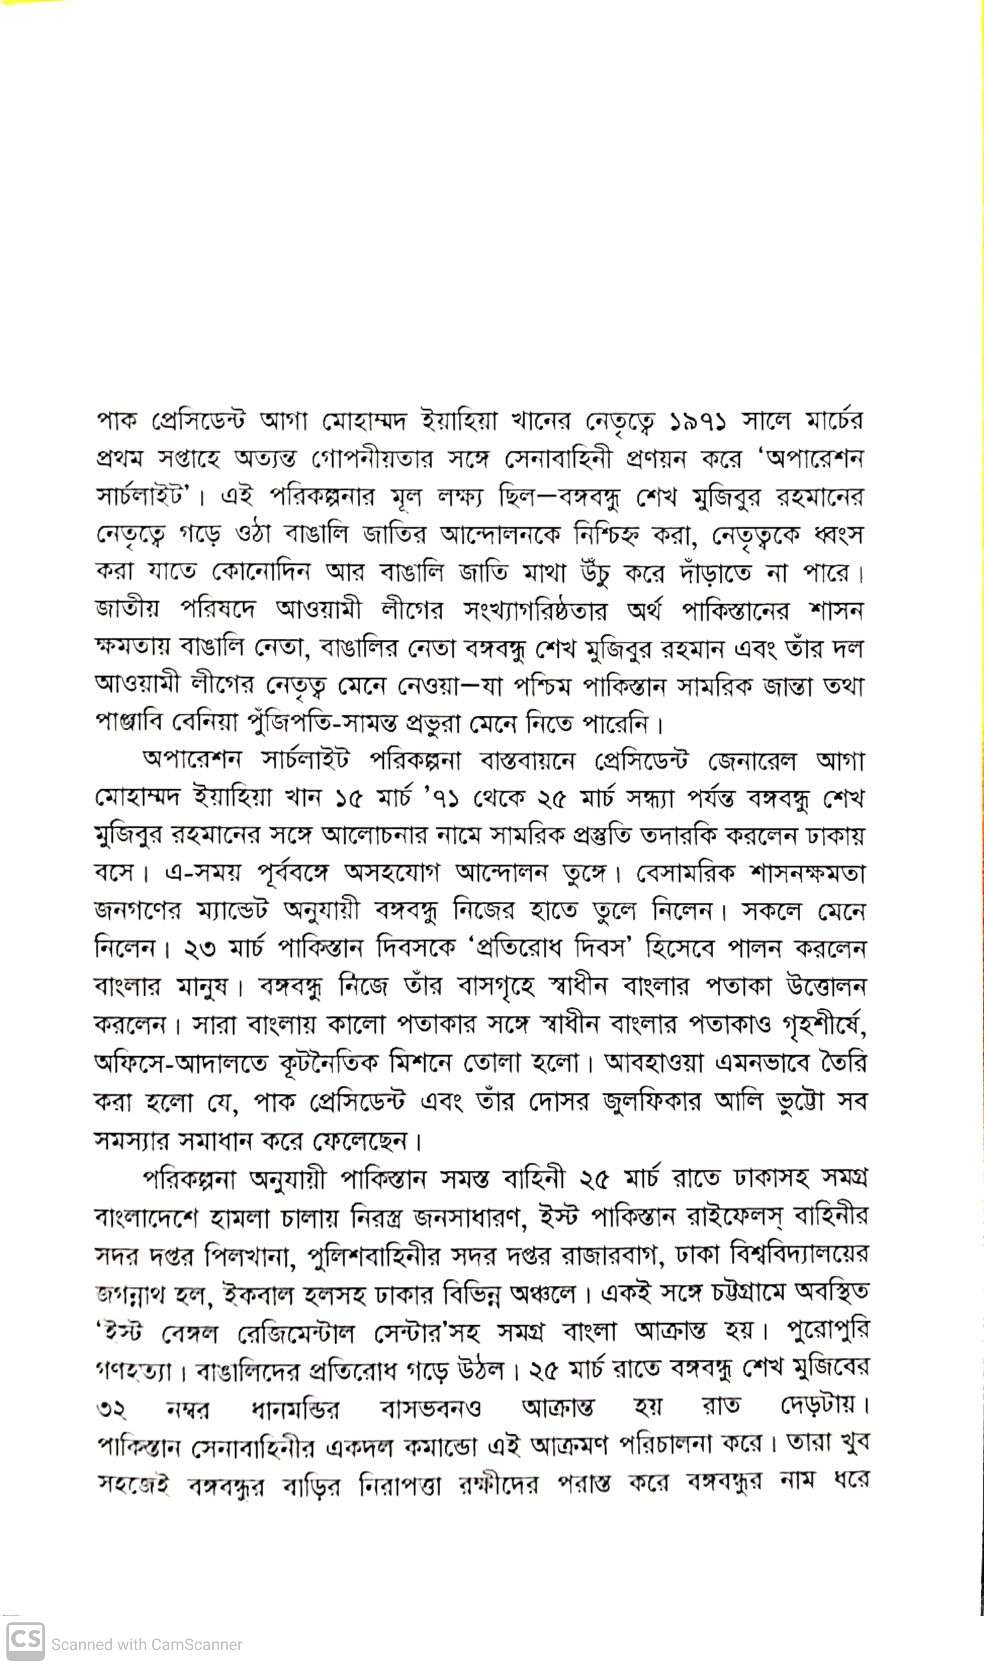 পাক প্রেসিডেন্ট আগা মোহাম্মদ ইয়াহিয়া খানের নেতৃত্বে ১৯৭১ সালে মার্চের
প্রথম সপ্তাহে অত্যন্ত গোপনীয়তার সঙ্গে সেনাবাহিনী প্রণয়ন করে ‘অপারেশন
সার্চলাইট’। এই পরিকল্পনার মূল লক্ষ্য ছিল—বঙ্গবন্ধু শেখ মুজিবুর রহমানের
নেতৃত্বে গড়ে ওঠা বাঙালি জাতির আন্দোলনকে নিশ্চিহ্ন করা, নেতৃত্বকে ধ্বংস
করা যাতে কোনোদিন আর বাঙালি জাতি মাথা উঁচু করে দাঁড়াতে না পারে।
জাতীয় পরিষদে আওয়ামী লীগের সংখ্যাগরিষ্ঠতার অর্থ পাকিস্তানের শাসন
ক্ষমতায় বাঙালি নেতা, বাঙালির নেতা বঙ্গবন্ধু শেখ মুজিবুর রহমান এবং তাঁর দল
আওয়ামী লীগের নেতৃত্ব মেনে নেওয়া—যা পশ্চিম পাকিস্তান সামরিক জান্তা তথা
পাঞ্জাবি বেনিয়া পুঁজিপতি-সামন্ত প্রভুরা মেনে নিতে পারেনি।
অপারেশন সার্চলাইট পরিকল্পনা বাস্তবায়নে প্রেসিডেন্ট জেনারেল আগা
মোহাম্মদ ইয়াহিয়া খান ১৫ মার্চ ’৭১ থেকে ২৫ মার্চ সন্ধ্যা পর্যন্ত বঙ্গবন্ধু শেখ
মুজিবুর রহমানের সঙ্গে আলোচনার নামে সামরিক প্রস্তুতি তদারকি করলেন ঢাকায়
বসে। এ-সময় পূর্ববঙ্গে অসহযোগ আন্দোলন তুঙ্গে। বেসামরিক শাসনক্ষমতা
জনগণের ম্যান্ডেট অনুযায়ী বঙ্গবন্ধু নিজের হাতে তুলে নিলেন। সকলে মেনে
নিলেন। ২৩ মার্চ পাকিস্তান দিবসকে ‘প্রতিরোধ দিবস’ হিসেবে পালন করলেন
বাংলার মানুষ। বঙ্গবন্ধু নিজে তাঁর বাসগৃহে স্বাধীন বাংলার পতাকা উত্তোলন
করলেন। সারা বাংলায় কালো পতাকার সঙ্গে স্বাধীন বাংলার পতাকাও গৃহশীর্ষে,
অফিসে-আদালতে কূটনৈতিক মিশনে তোলা হলো। আবহাওয়া এমনভাবে তৈরি
করা হলো যে, পাক প্রেসিডেন্ট এবং তাঁর দোসর জুলফিকার আলি ভুট্টো সব
সমস্যার সমাধান করে ফেলেছেন।
পরিকল্পনা অনুযায়ী পাকিস্তান সমস্ত বাহিনী ২৫ মার্চ রাতে ঢাকাসহ সমগ্র
বাংলাদেশে হামলা চালায় নিরস্ত্র জনসাধারণ, ইস্ট পাকিস্তান রাইফেলস্ বাহিনীর
সদর দপ্তর পিলখানা, পুলিশবাহিনীর সদর দপ্তর রাজারবাগ, ঢাকা বিশ্ববিদ্যালয়ের
জগন্নাথ হল, ইকবাল হলসহ ঢাকার বিভিন্ন অঞ্চলে। একই সঙ্গে চট্টগ্রামে অবস্থিত
‘ইস্ট বেঙ্গল রেজিমেন্টাল সেন্টার’সহ সমগ্র বাংলা আক্রান্ত হয়। পুরোপুরি
গণহত্যা। বাঙালিদের প্রতিরোধ গড়ে উঠল। ২৫ মার্চ রাতে বঙ্গবন্ধু শেখ মুজিবের
৩২ নম্বর ধানমন্ডির বাসভবনও আক্রান্ত হয় রাত দেড়টায়।
পাকিস্তান সেনাবাহিনীর একদল কমান্ডো এই আক্রমণ পরিচালনা করে। তারা খুব
সহজেই বঙ্গবন্ধুর বাড়ির নিরাপত্তা রক্ষীদের পরাস্ত করে বঙ্গবন্ধুর নাম ধরে
CS Scanned with CamScanner